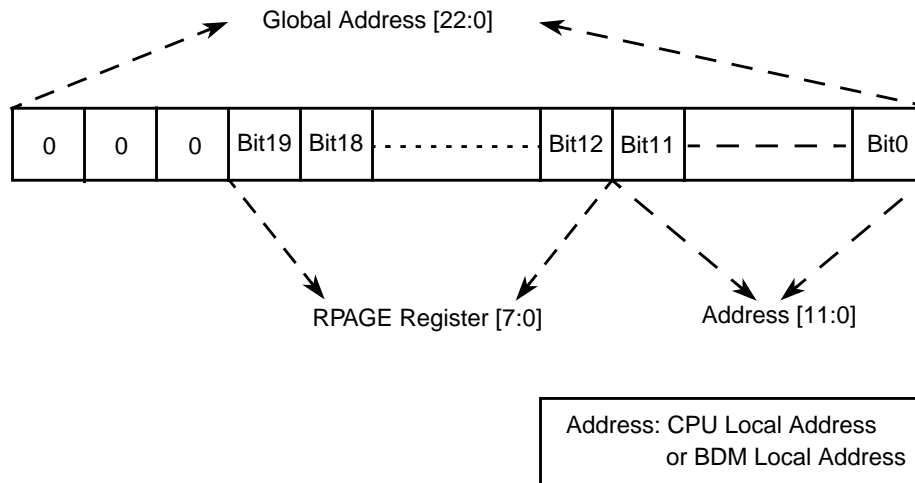 Global Address [22:0]
0 0 0 Bit19 Bit18 Bit12 Bit11 Bit0
RPAGE Register [7:0] Address [11:0]
Address: CPU Local Address
or BDM Local Address